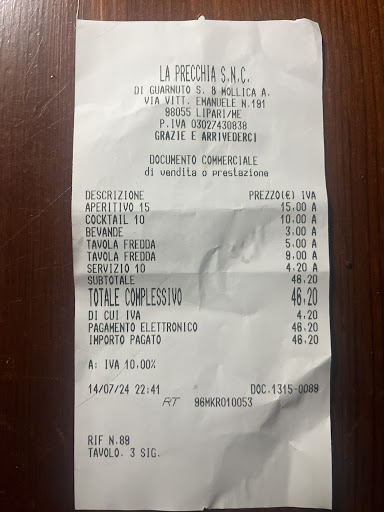 LA PRECCHIA S.N.C.
DI GUARNUTO S. & MOLLICA A.
VIA VITT. EMANUELE N.191
98055 LIPARI/ME
P.IVA 03027430838
GRAZIE E ARRIVEDERCI
DOCUMENTO COMMERCIALE
di vendita o prestazione
DESCRIZIONE PREZZO(€) IVA
APERITIVO 15 15,00 A
COCKTAIL 10 10,00 A
BEVANDE 3,00 A
TAVOLA FREDDA 5,00 A
TAVOLA FREDDA 9,00 A
SERVIZIO 10 4,20 A
SUBTOTALE 46,20
TOTALE COMPLESSIVO 46,20
DI CUI IVA 4,20
PAGAMENTO ELETTRONICO 46,20
IMPORTO PAGATO 46,20
A: IVA 10,00%
14/07/24 22:41 DOC.1315-0089
RT 96MKR010053
RIF N.89
TAVOLO. 3 SIG.